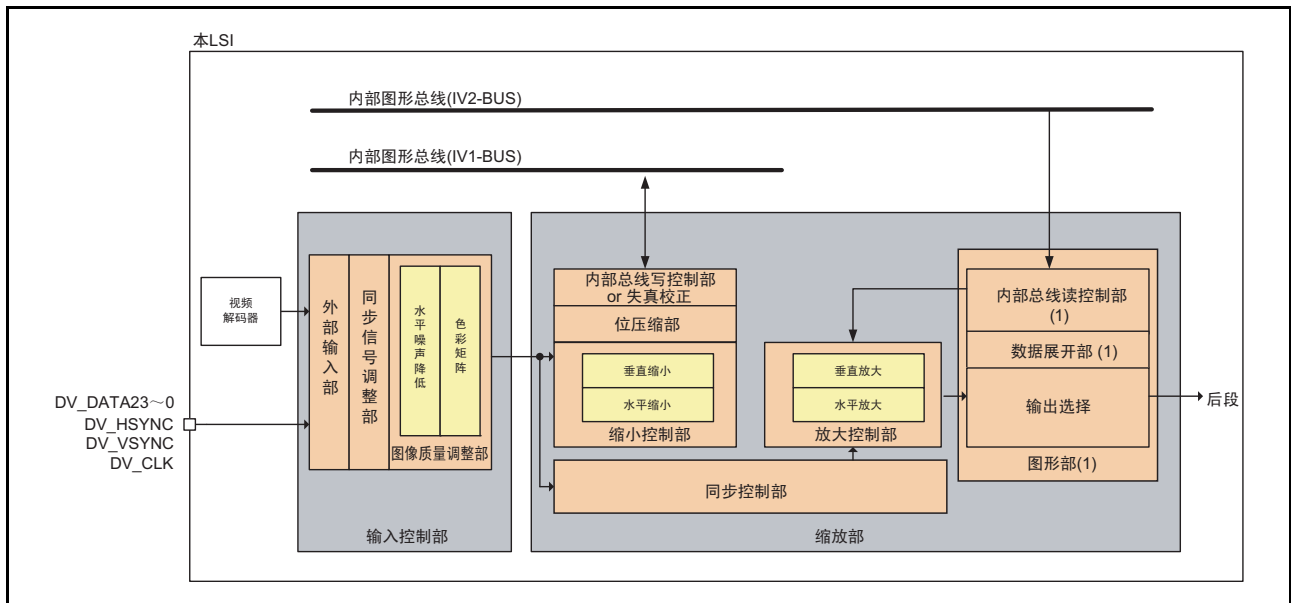 本LSI
内部图形总线(IV2-BUS)
内部图形总线(IV1-BUS)
视频
解码器
DV_DATA23～0
DV_HSYNC
DV_VSYNC
DV_CLK
外部输入部
同步信号调整部
水平噪声降低
色彩矩阵
图像质量调整部
输入控制部
内部总线写控制部
or 失真校正
位压缩部
垂直缩小
水平缩小
缩小控制部
垂直放大
水平放大
放大控制部
同步控制部
内部总线读控制部
(1)
数据展开部 (1)
输出选择
图形部(1)
后段
缩放部